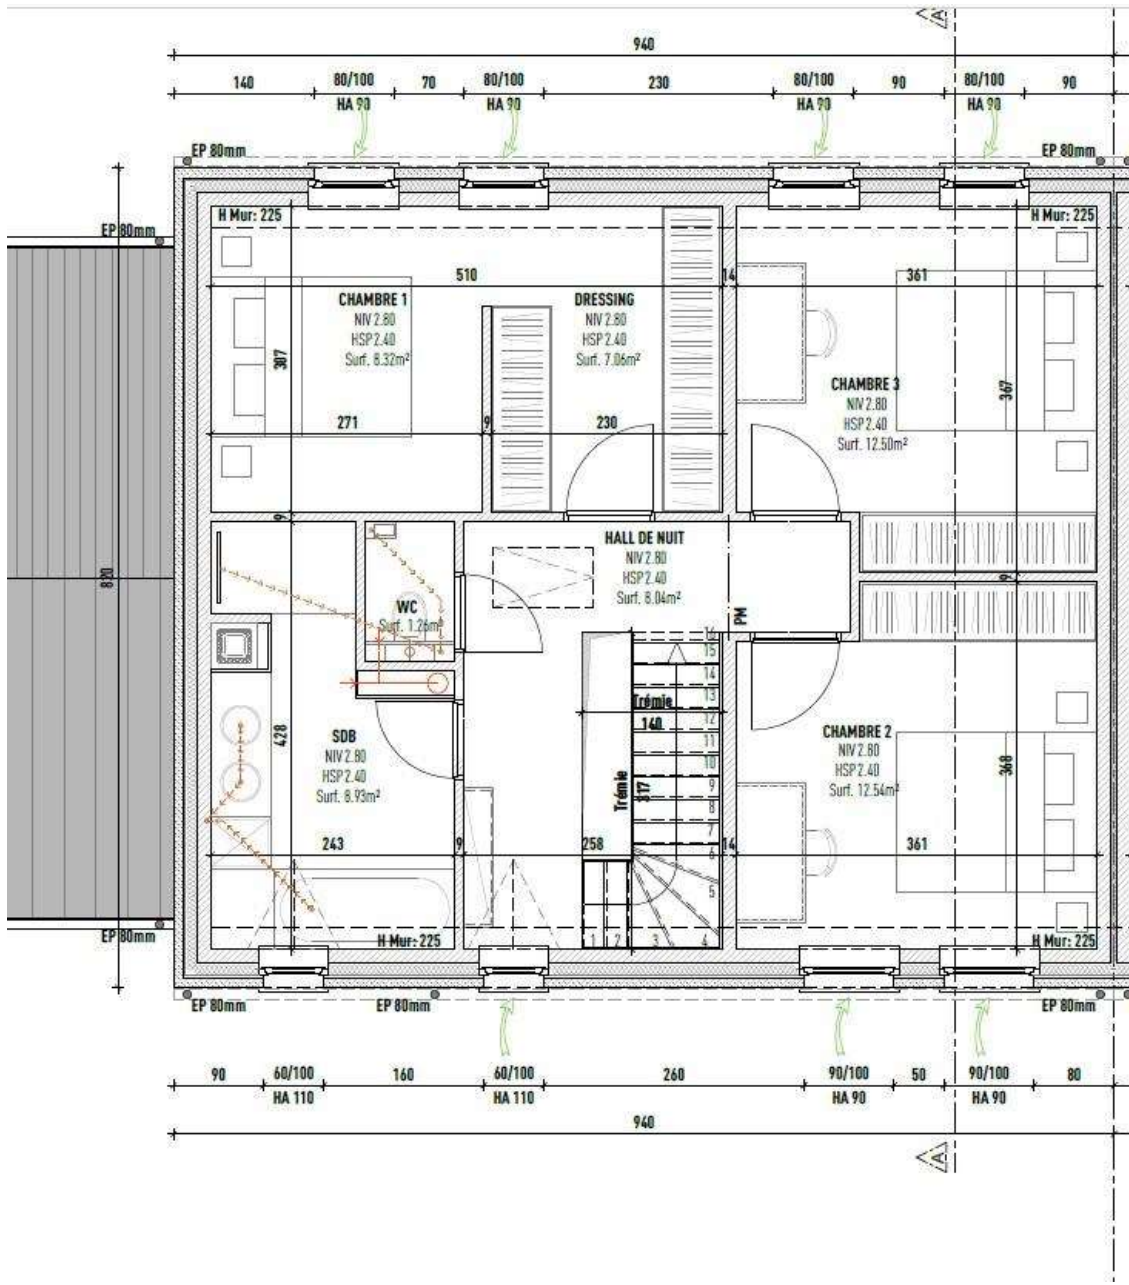 A
940
140
80/100
70
80/100
230
80/100
90
80/100
90
HA 90
HA 90
HA 90
HA 90
EP 80mm
EP 80mm
H Mur: 225
H Mur: 225
EP 80mm
510
14
361
CHAMBRE 1
NIV 2.80
HSP 2.40
Surf. 8.32m²
DRESSING
NIV 2.80
HSP 2.40
Surf. 7.06m²
307
367
CHAMBRE 3
NIV 2.80
HSP 2.40
Surf. 12.50m²
271
9
230
9
HALL DE NUIT
NIV 2.80
HSP 2.40
Surf. 8.04m²
820
9
WC
Surf. 1.26m²
PM
16
15
14
13
12
11
10
9
8
7
6
5
4
3
2
1
Trémie
140
Trémie
317
428
SDB
NIV 2.80
HSP 2.40
Surf. 8.93m²
CHAMBRE 2
NIV 2.80
HSP 2.40
Surf. 12.54m²
368
243
9
258
14
361
EP 80mm
H Mur: 225
H Mur: 225
EP 80mm
EP 80mm
EP 80mm
90
60/100
160
60/100
260
90/100
50
90/100
80
HA 110
HA 110
HA 90
HA 90
940
A